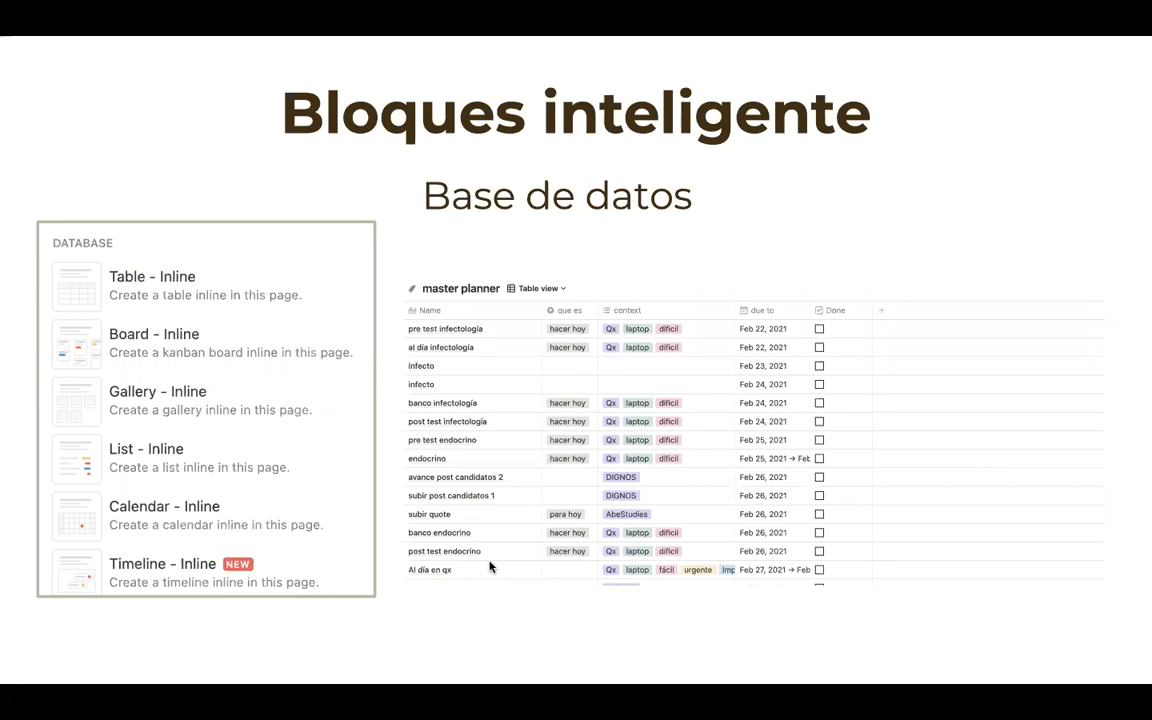 Bloques inteligente
Base de datos
DATABASE
Table - Inline
Create a table inline in this page.
Board - Inline
Create a kanban board inline in this page.
Gallery - Inline
Create a gallery inline in this page.
List - Inline
Create a list inline in this page.
Calendar - Inline
Create a calendar inline in this page.
Timeline - Inline NEW
Create a timeline inline in this page.
master planner Table view
Name que es context due to Done +
pre test infectología hacer hoy Qx laptop difícil Feb 22, 2021
al día infectología hacer hoy Qx laptop difícil Feb 22, 2021
infecto Feb 23, 2021
infecto Feb 24, 2021
banco infectología hacer hoy Qx laptop difícil Feb 24, 2021
post test infectología hacer hoy Qx laptop difícil Feb 24, 2021
pre test endocrino hacer hoy Qx laptop difícil Feb 25, 2021
endocrino hacer hoy Qx laptop difícil Feb 25, 2021 → Feb
avance post candidatos 2 DIGNOS Feb 26, 2021
subir post candidatos 1 DIGNOS Feb 26, 2021
subir quote para hoy AbeStudies Feb 26, 2021
banco endocrino hacer hoy Qx laptop difícil Feb 26, 2021
post test endocrino hacer hoy Qx laptop difícil Feb 26, 2021
Al día en qx Qx laptop fácil urgente Imp Feb 27, 2021 → Feb